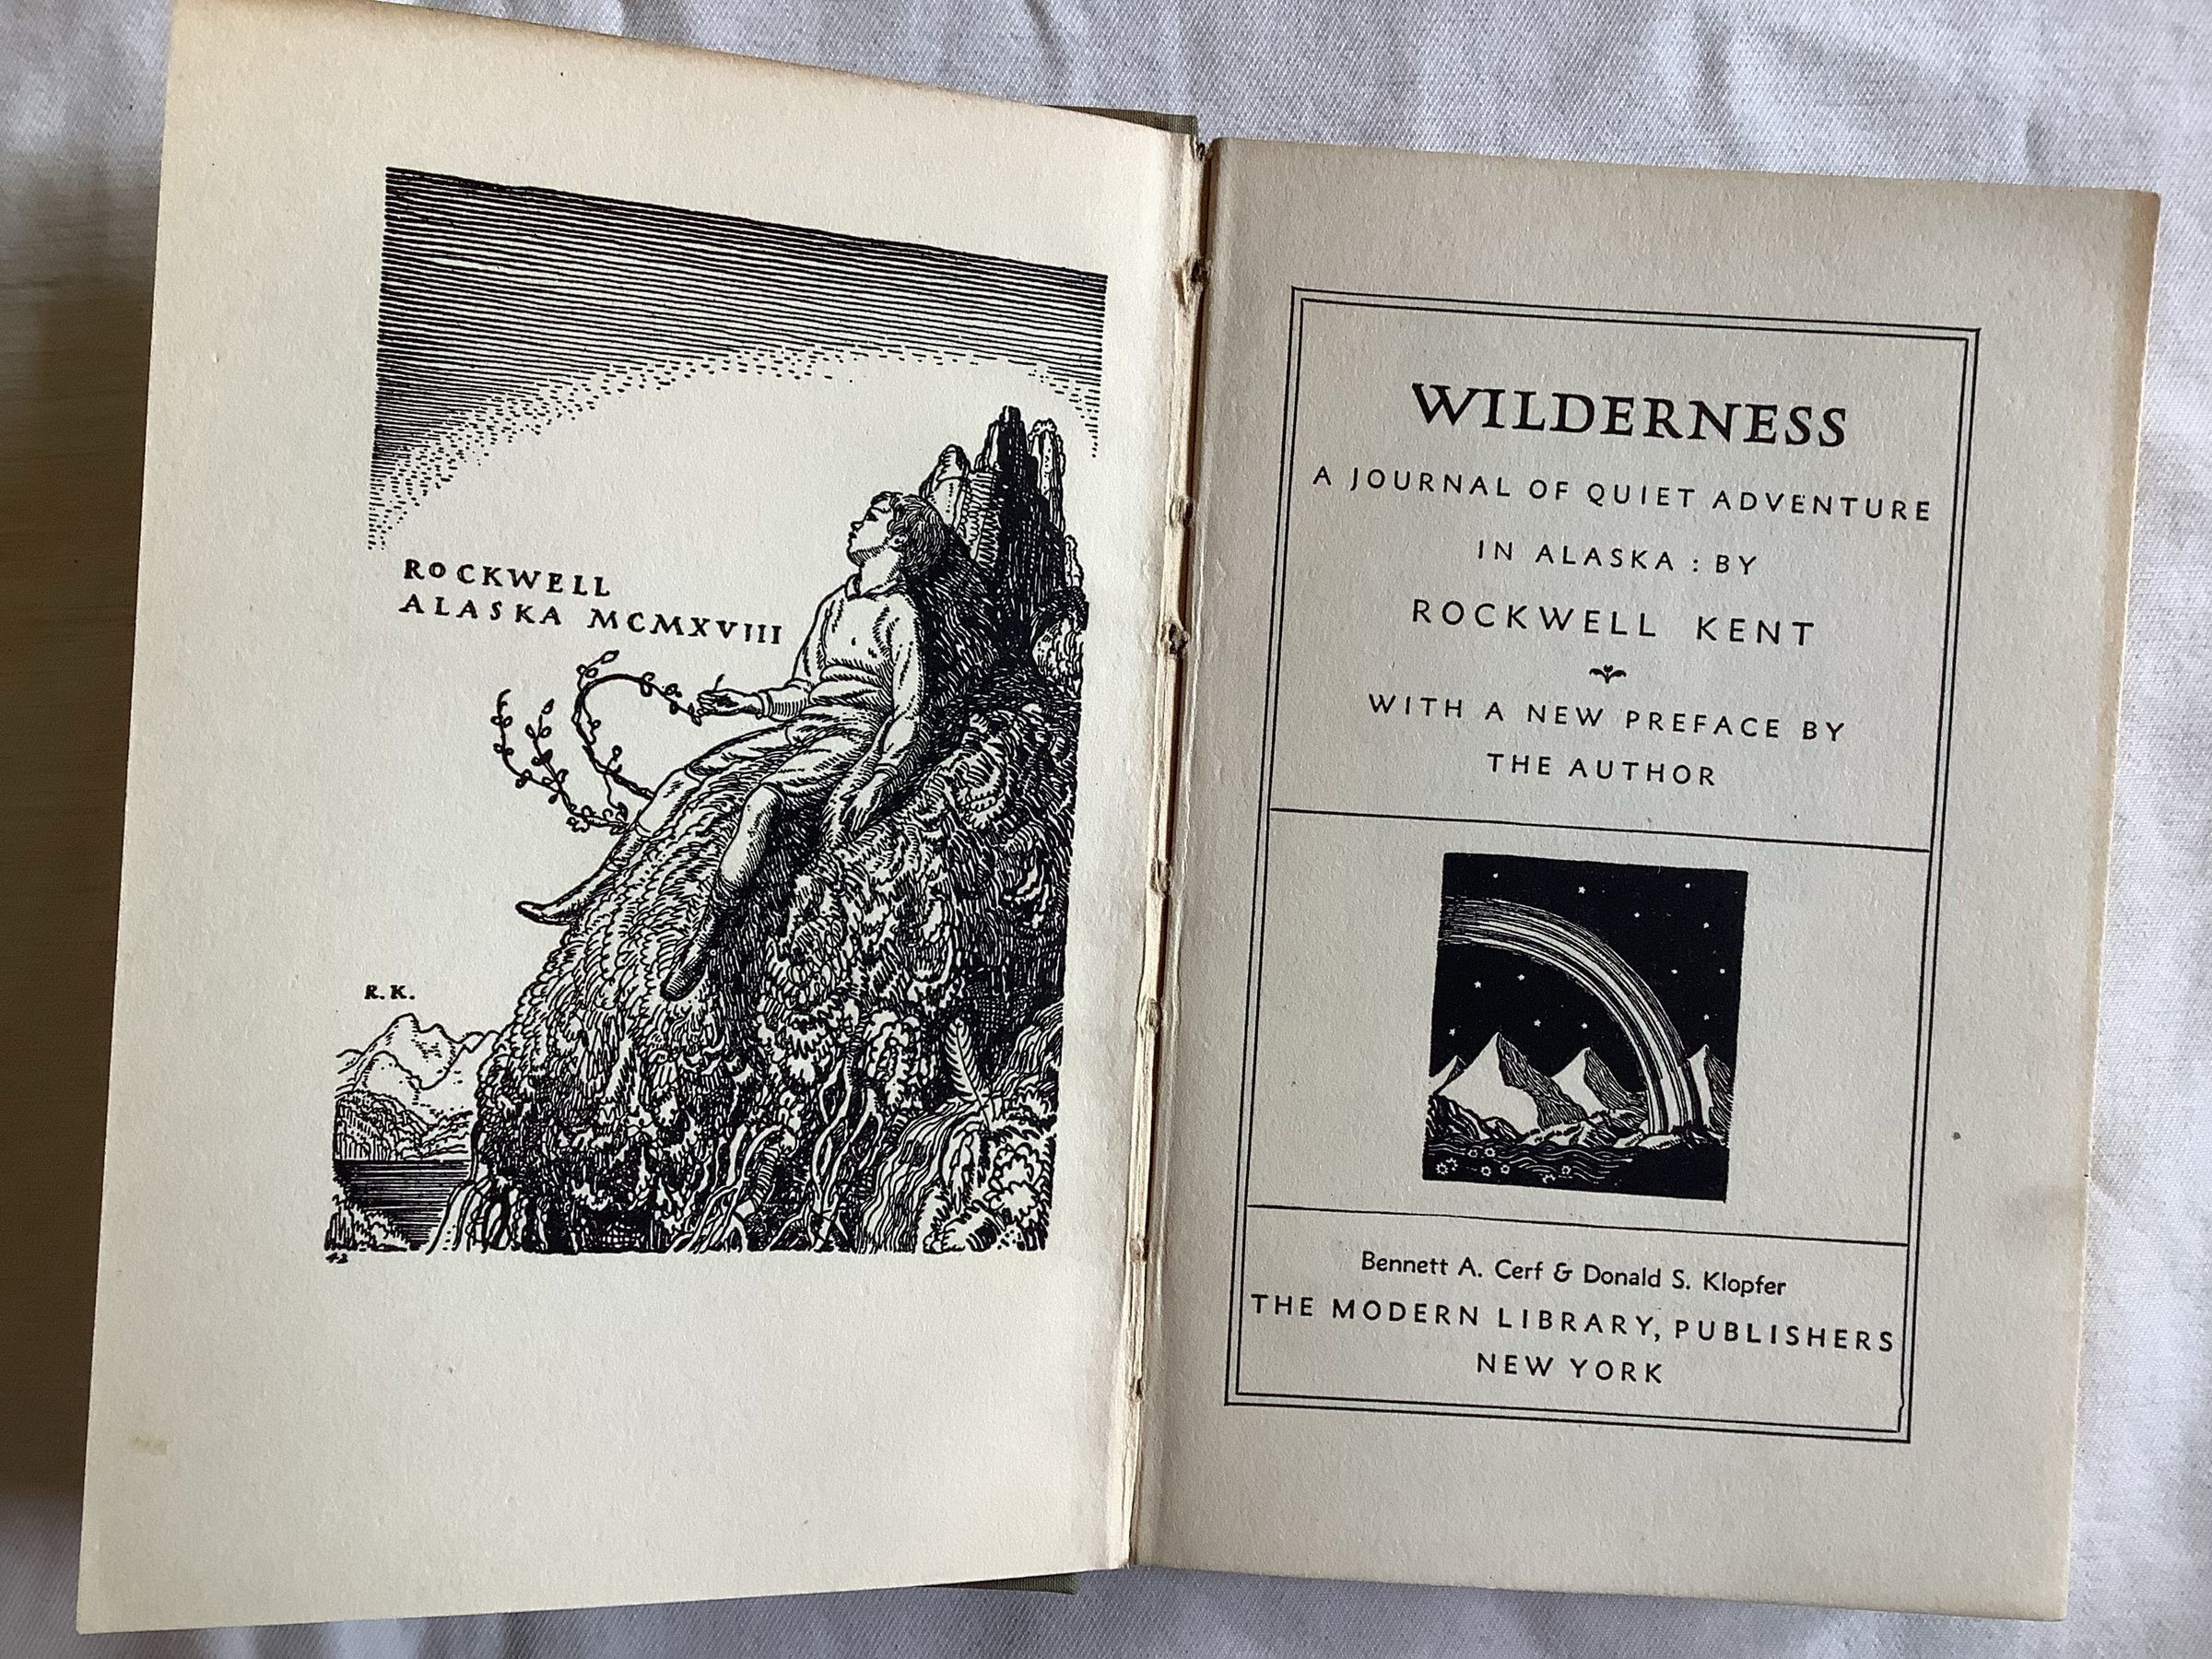 ROCKWELL
ALASKA MCMXVIII
R. K.
WILDERNESS
A JOURNAL OF QUIET ADVENTURE
IN ALASKA : BY
ROCKWELL KENT
WITH A NEW PREFACE BY
THE AUTHOR
Bennett A. Cerf & Donald S. Klopfer
THE MODERN LIBRARY, PUBLISHERS
NEW YORK